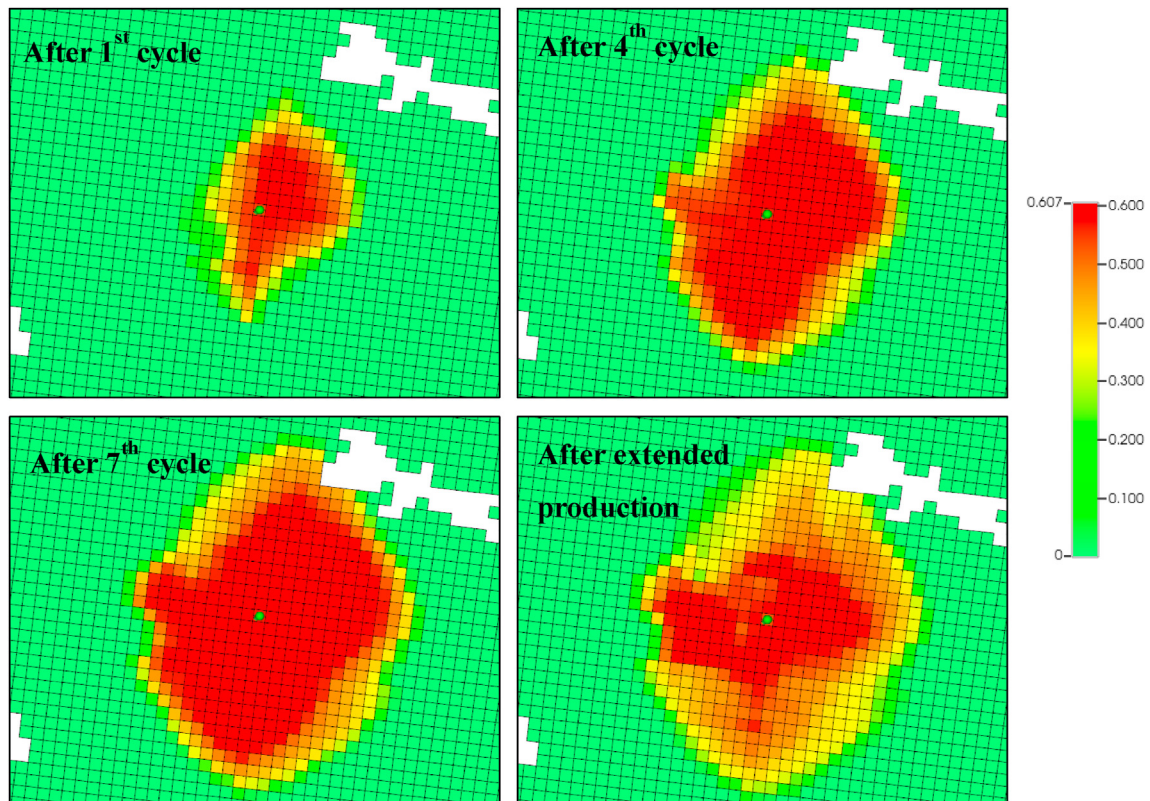 After 1st cycle
After 4th cycle
After 7th cycle
After extended
production
0.607
0.600
0.500
0.400
0.300
0.200
0.100
0